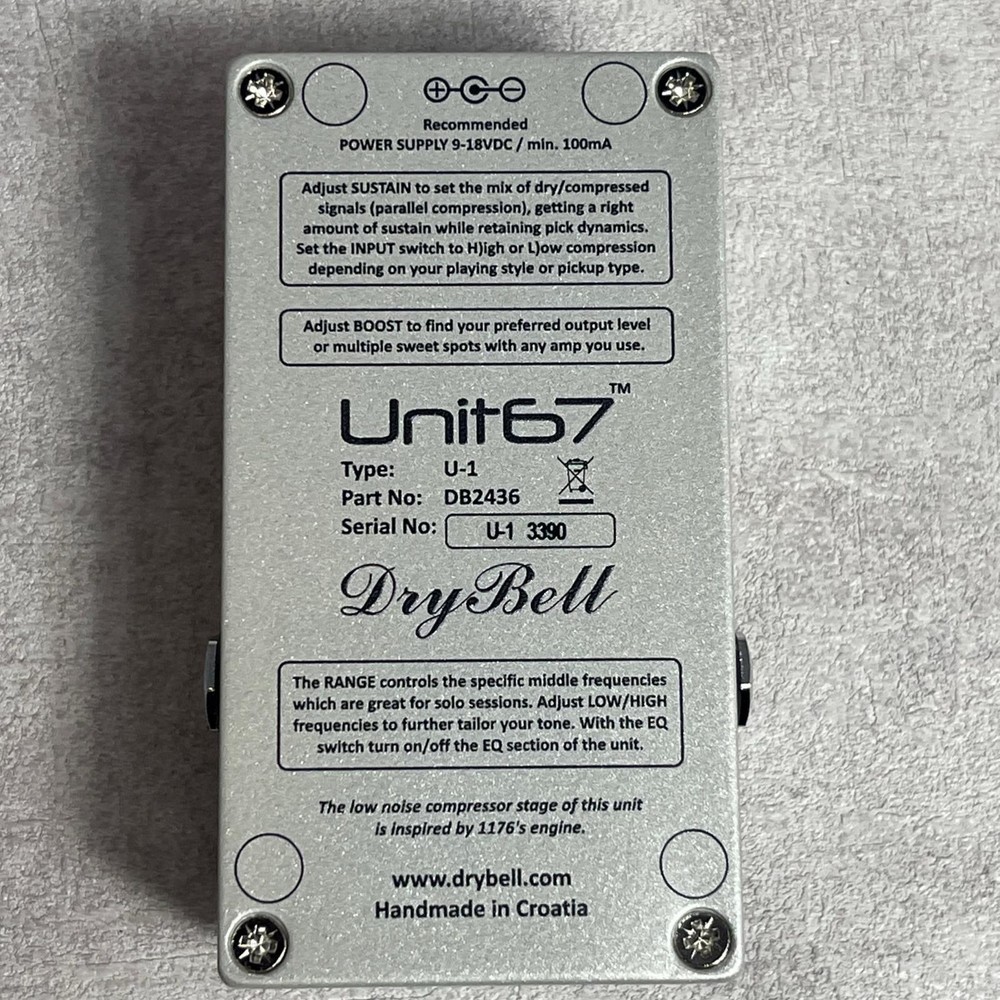 Recommended
POWER SUPPLY 9-18VDC / min. 100mA
Adjust SUSTAIN to set the mix of dry/compressed
signals (parallel compression), getting a right
amount of sustain while retaining pick dynamics.
Set the INPUT switch to H)igh or L)ow compression
depending on your playing style or pickup type.
Adjust BOOST to find your preferred output level
or multiple sweet spots with any amp you use.
Unit67™
Type: U-1
Part No: DB2436
Serial No: U-1 3390
DryBell
The RANGE controls the specific middle frequencies
which are great for solo sessions. Adjust LOW/HIGH
frequencies to further tailor your tone. With the EQ
switch turn on/off the EQ section of the unit.
The low noise compressor stage of this unit
is inspired by 1176's engine.
www.drybell.com
Handmade in Croatia